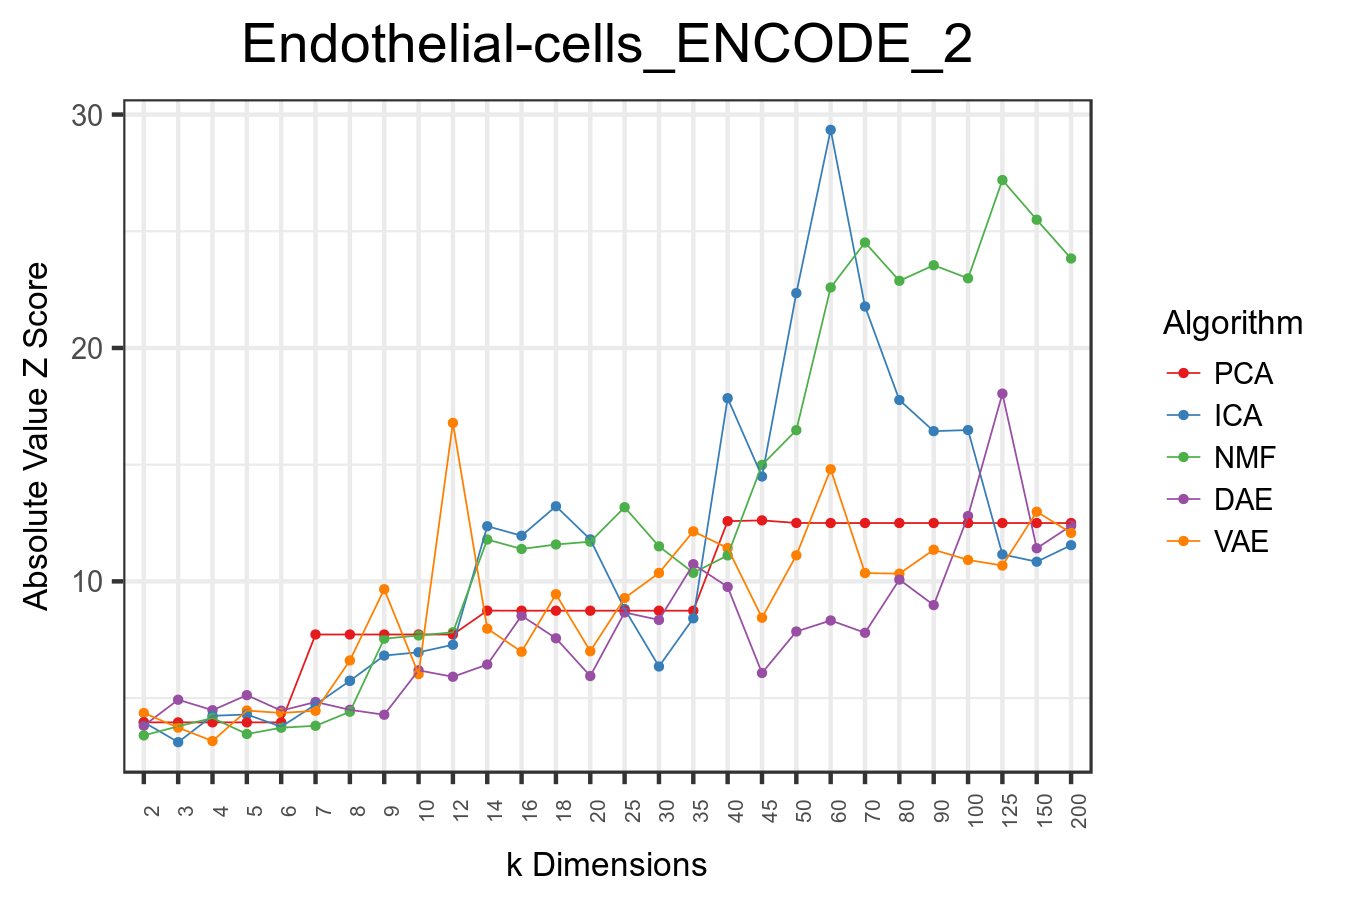 Endothelial-cells_ENCODE_2
Absolute Value Z Score
30
20
10
2 3 4 5 6 7 8 9 10 12 14 16 18 20 25 30 35 40 45 50 60 70 80 90 100 125 150 200
k Dimensions
Algorithm
PCA
ICA
NMF
DAE
VAE